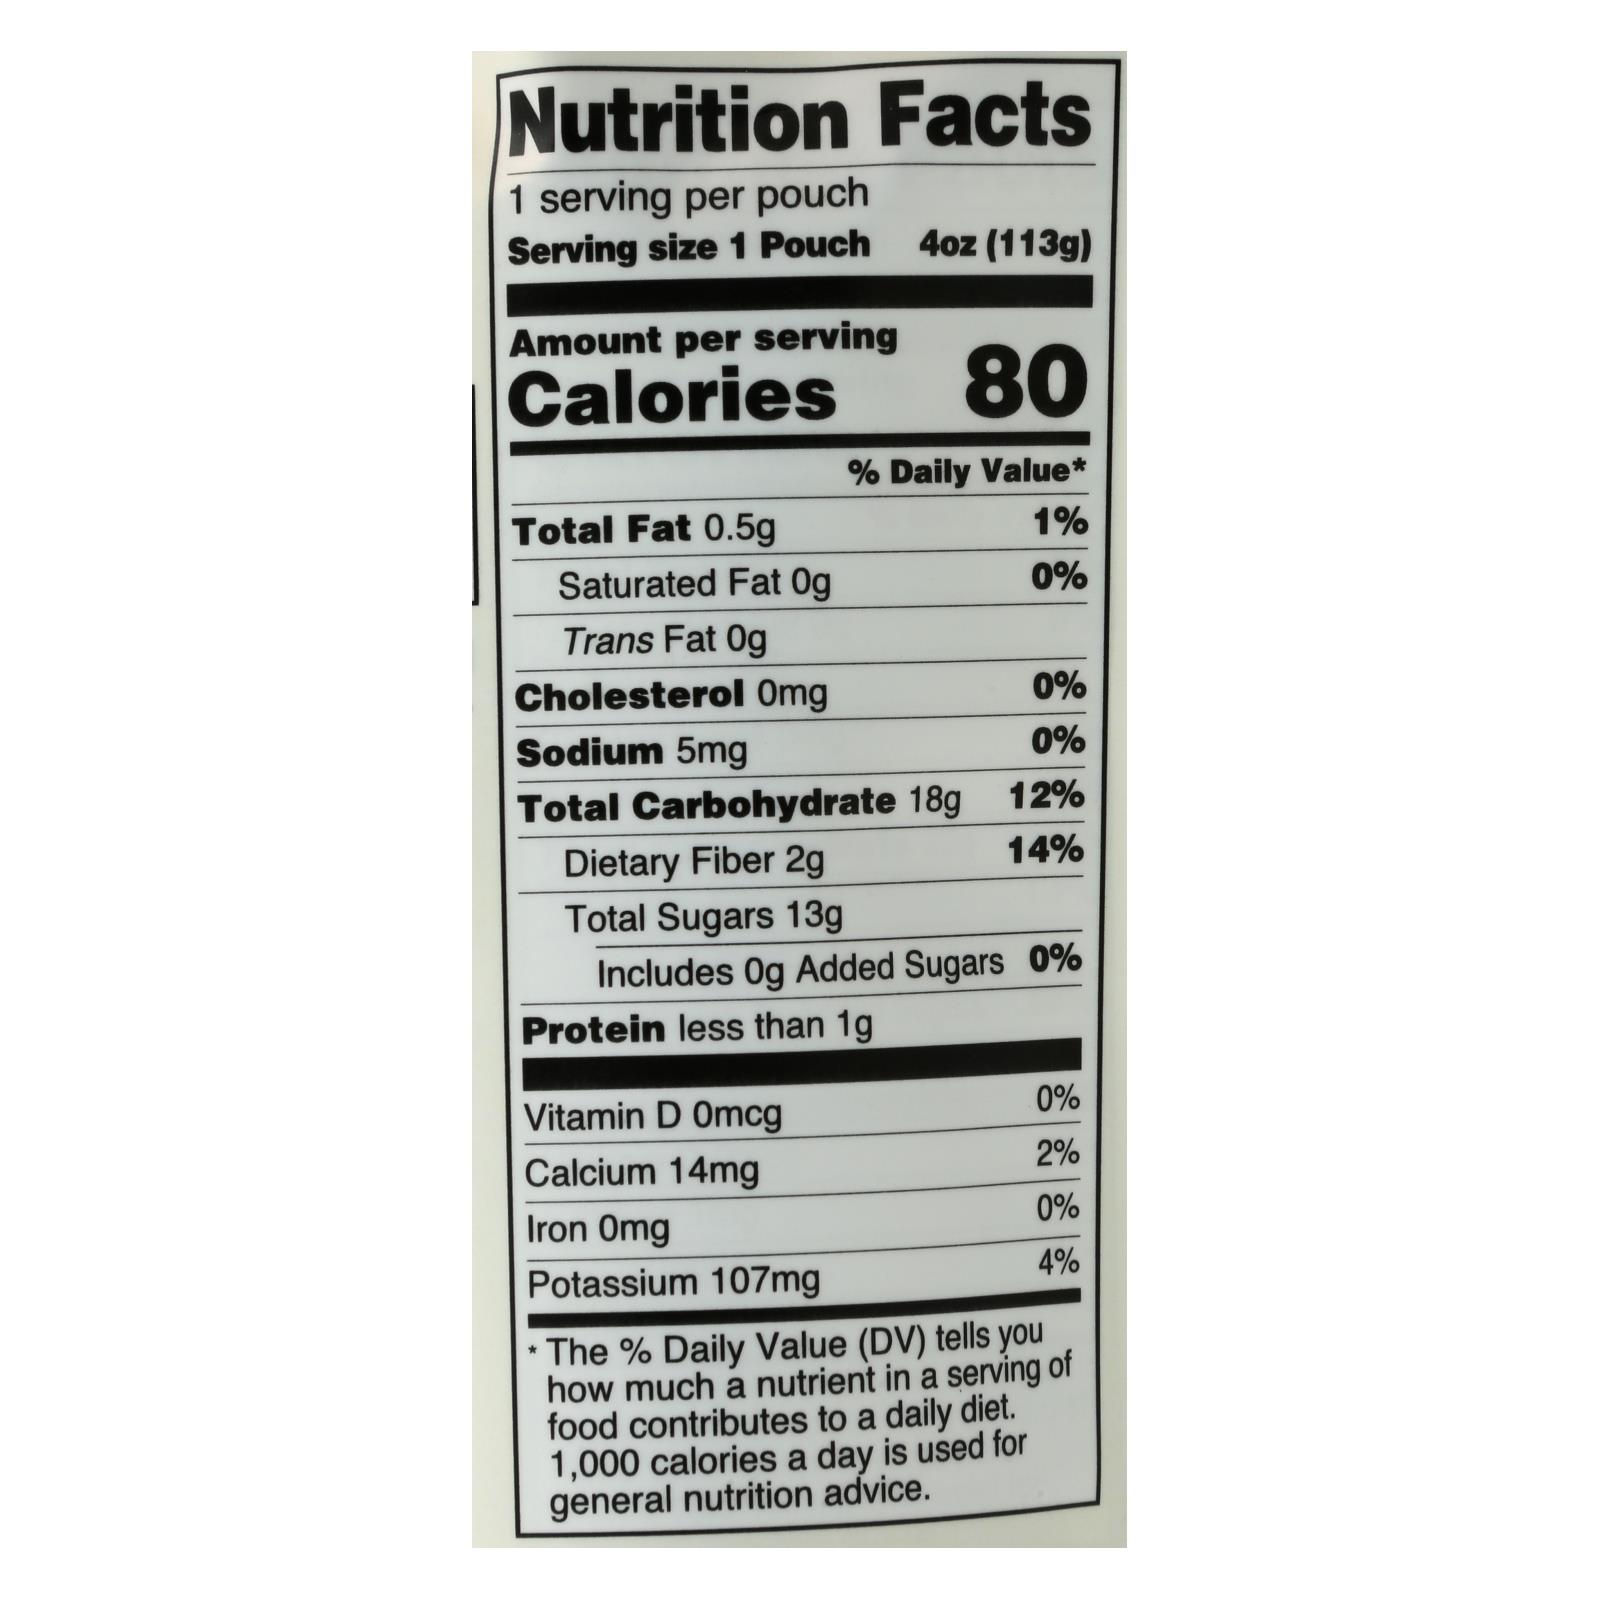 Nutrition Facts
1 serving per pouch
Serving size 1 Pouch 4oz (113g)
Amount per serving
Calories 80
% Daily Value*
Total Fat 0.5g 1%
Saturated Fat 0g 0%
Trans Fat 0g
Cholesterol 0mg 0%
Sodium 5mg 0%
Total Carbohydrate 18g 12%
Dietary Fiber 2g 14%
Total Sugars 13g
Includes 0g Added Sugars 0%
Protein less than 1g
Vitamin D 0mcg 0%
Calcium 14mg 2%
Iron 0mg 0%
Potassium 107mg 4%
* The % Daily Value (DV) tells you
how much a nutrient in a serving of
food contributes to a daily diet.
1,000 calories a day is used for
general nutrition advice.